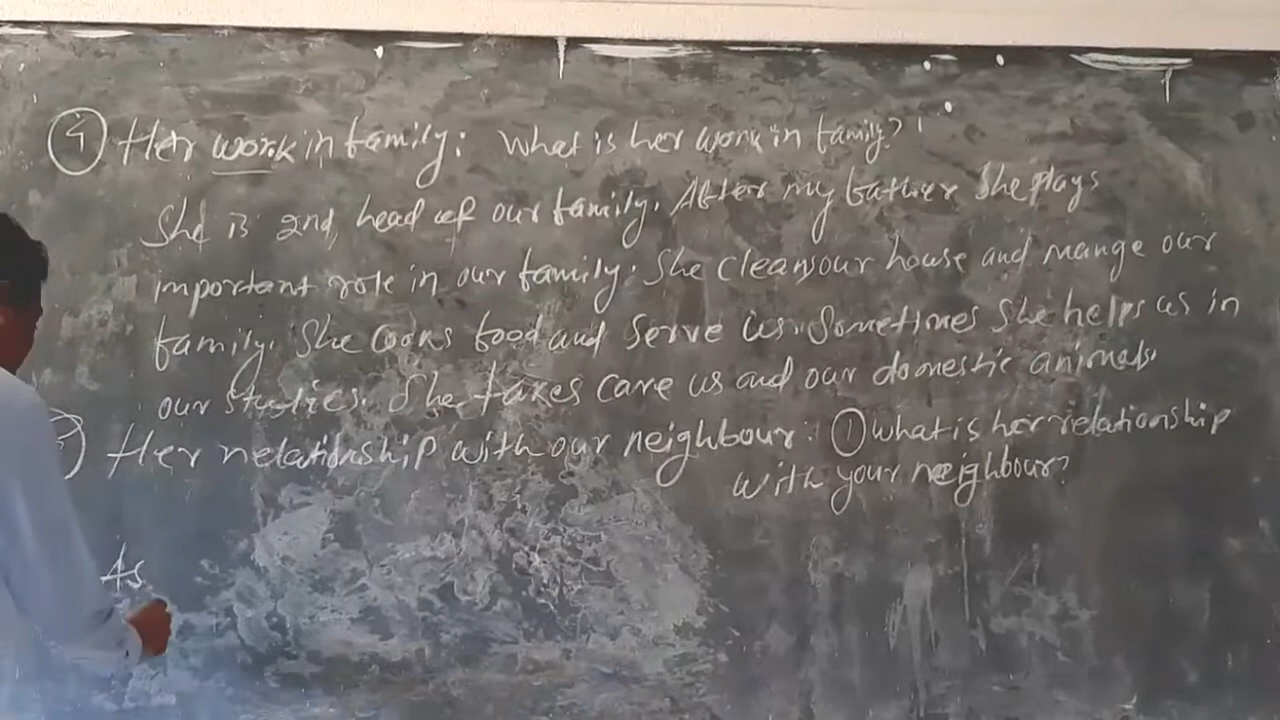 ④ Her work in family: What is her work in family?
She is 2nd, head of our family. After my father she plays
important role in our family. She cleans our house and mange our
family. She cooks food and serve us. Sometimes she helps us in
our studies. She takes care us and our domestic animals.
Her relationship with our neighbour: ① What is her relationship
with your neighbour?
As